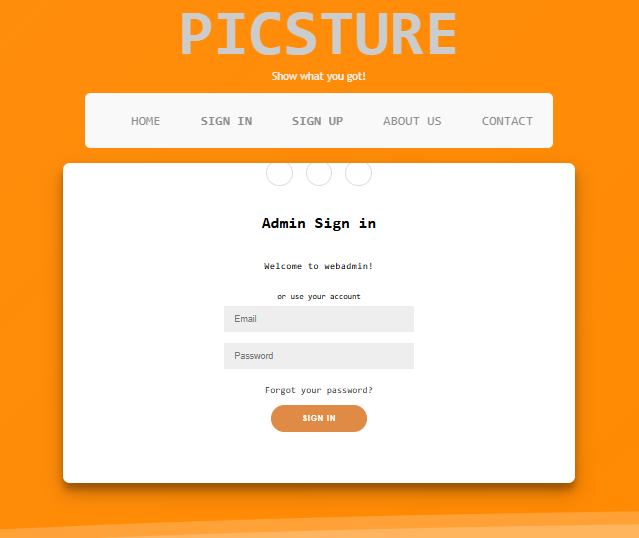 PICSTURE
Show what you got!
HOME SIGN IN SIGN UP ABOUT US CONTACT
Admin Sign in
Welcome to webadmin!
or use your account
Email
Password
Forgot your password?
SIGN IN